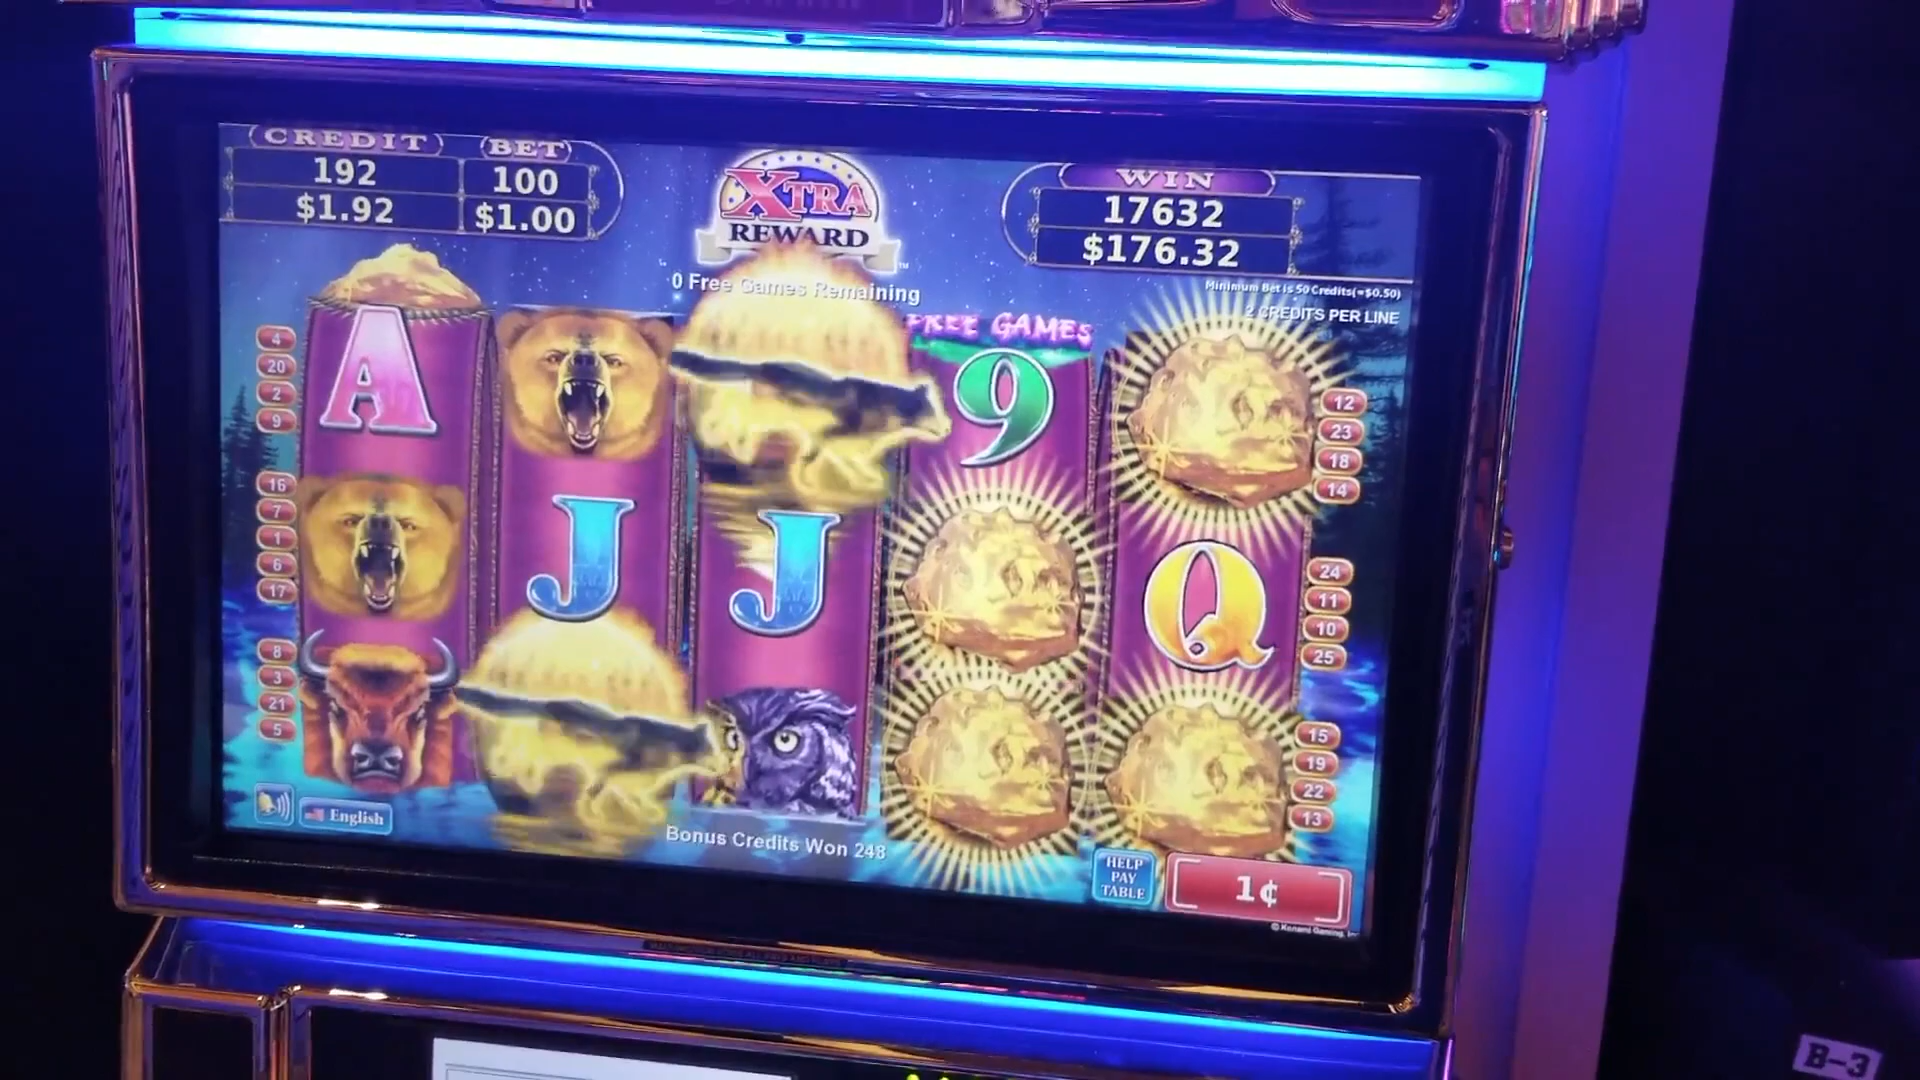 CREDIT
192
$1.92
BET
100
$1.00
XTRA
REWARD
TM
WIN
17632
$176.32
0 Free Games Remaining
Minimum Bet is 50 Credits(=$0.50)
2 CREDITS PER LINE
FREE GAMES
A
9
J
J
Q
4
20
2
9
16
7
1
6
17
8
3
21
5
12
23
18
14
24
11
10
25
15
19
22
13
English
Bonus Credits Won 248
HELP
PAY
TABLE
1¢
© Konami Gaming, In
B-3